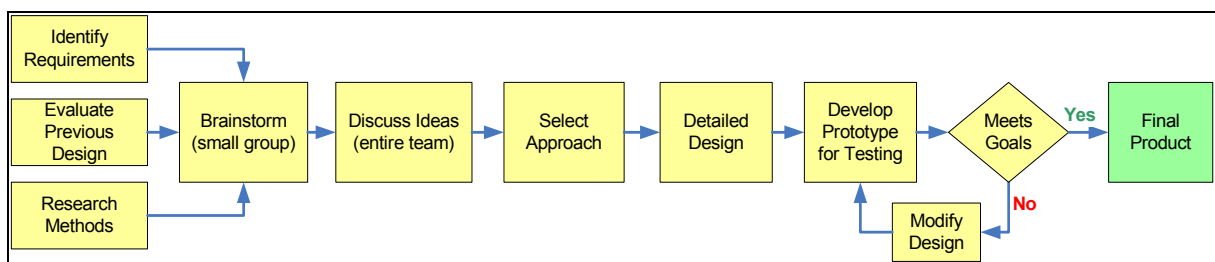 Identify
Requirements
Evaluate
Previous
Design
Research
Methods
Brainstorm
(small group)
Discuss Ideas
(entire team)
Select
Approach
Detailed
Design
Develop
Prototype
for Testing
Meets
Goals
Yes
Final
Product
No
Modify
Design